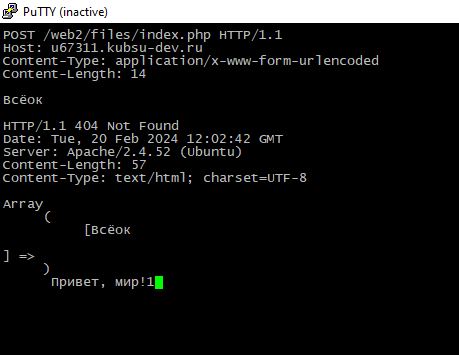 PuTTY (inactive)
POST /web2/files/index.php HTTP/1.1
Host: u67311.kubsu-dev.ru
Content-Type: application/x-www-form-urlencoded
Content-Length: 14
Всёок
HTTP/1.1 404 Not Found
Date: Tue, 20 Feb 2024 12:02:42 GMT
Server: Apache/2.4.52 (Ubuntu)
Content-Length: 57
Content-Type: text/html; charset=UTF-8
Array
(
[Всёок
] =>
)
Привет, мир!1